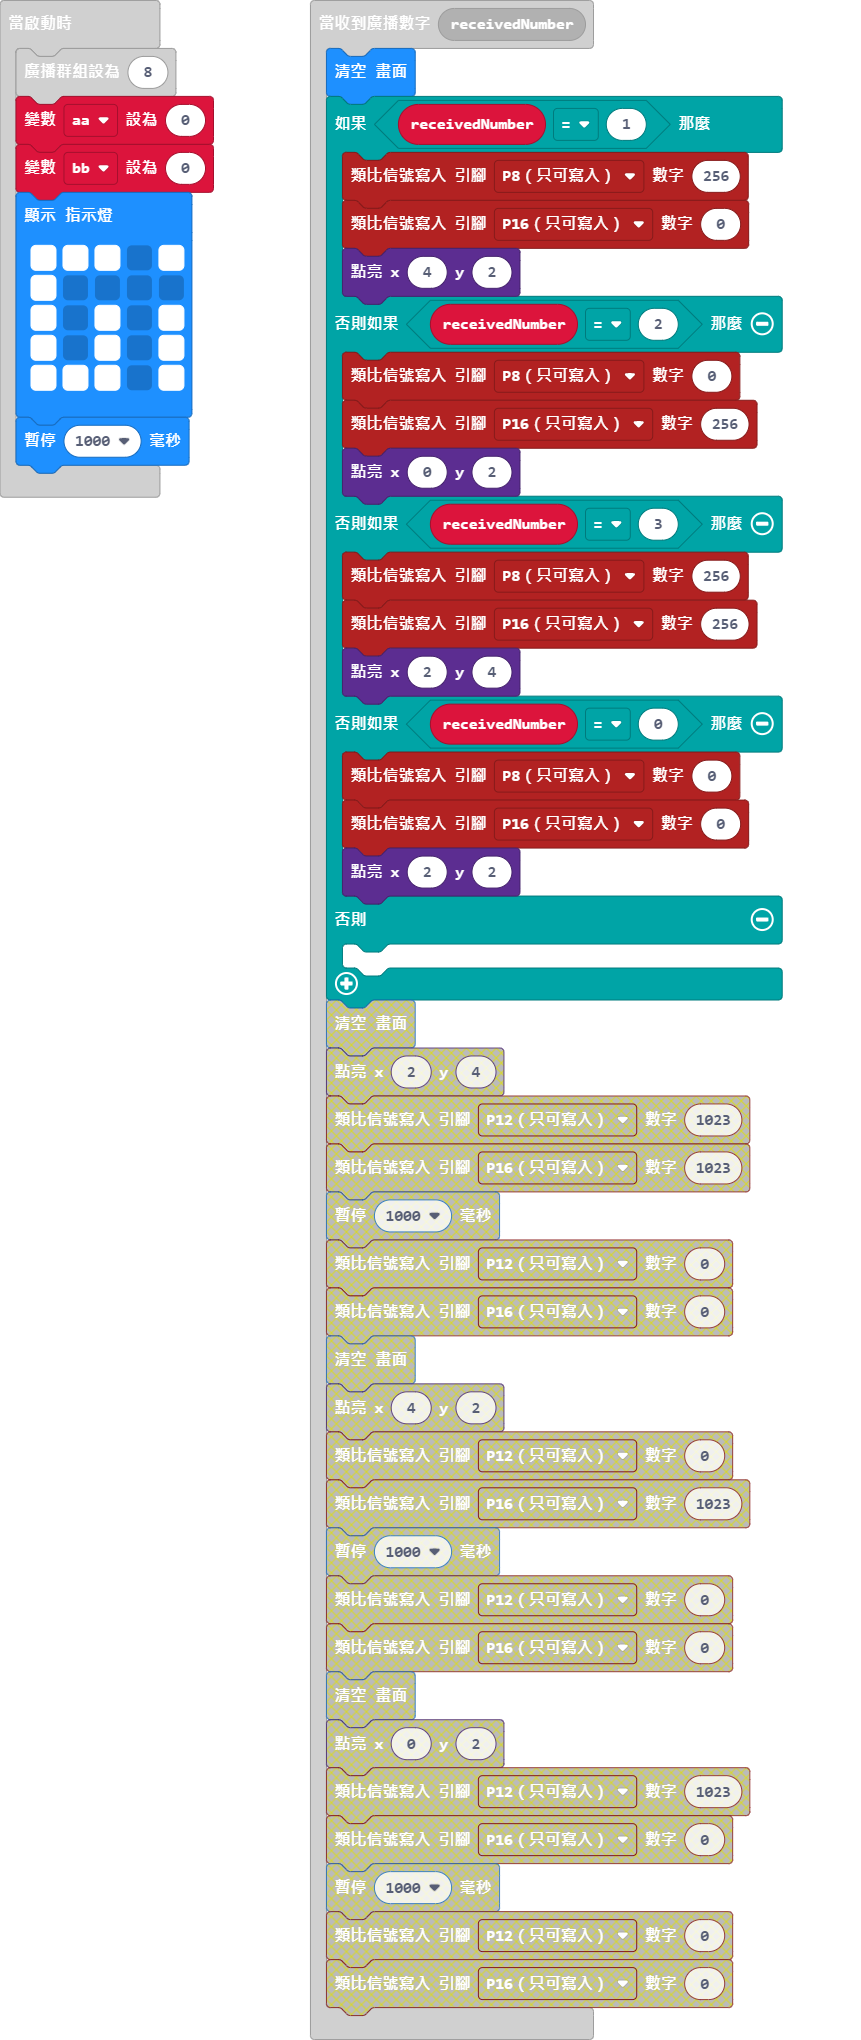 當啟動時
廣播群組設為 8
變數 aa 設為 0
變數 bb 設為 0
顯示 指示燈
暫停 1000 毫秒
當收到廣播數字 receivedNumber
清空 畫面
如果 receivedNumber = 1 那麼
類比信號寫入 引腳 P8（只可寫入） 數字 256
類比信號寫入 引腳 P16（只可寫入） 數字 0
點亮 x 4 y 2
否則如果 receivedNumber = 2 那麼
類比信號寫入 引腳 P8（只可寫入） 數字 0
類比信號寫入 引腳 P16（只可寫入） 數字 256
點亮 x 0 y 2
否則如果 receivedNumber = 3 那麼
類比信號寫入 引腳 P8（只可寫入） 數字 256
類比信號寫入 引腳 P16（只可寫入） 數字 256
點亮 x 2 y 4
否則如果 receivedNumber = 0 那麼
類比信號寫入 引腳 P8（只可寫入） 數字 0
類比信號寫入 引腳 P16（只可寫入） 數字 0
點亮 x 2 y 2
否則
清空 畫面
點亮 x 2 y 4
類比信號寫入 引腳 P12（只可寫入） 數字 1023
類比信號寫入 引腳 P16（只可寫入） 數字 1023
暫停 1000 毫秒
類比信號寫入 引腳 P12（只可寫入） 數字 0
類比信號寫入 引腳 P16（只可寫入） 數字 0
清空 畫面
點亮 x 4 y 2
類比信號寫入 引腳 P12（只可寫入） 數字 0
類比信號寫入 引腳 P16（只可寫入） 數字 1023
暫停 1000 毫秒
類比信號寫入 引腳 P12（只可寫入） 數字 0
類比信號寫入 引腳 P16（只可寫入） 數字 0
清空 畫面
點亮 x 0 y 2
類比信號寫入 引腳 P12（只可寫入） 數字 1023
類比信號寫入 引腳 P16（只可寫入） 數字 0
暫停 1000 毫秒
類比信號寫入 引腳 P12（只可寫入） 數字 0
類比信號寫入 引腳 P16（只可寫入） 數字 0